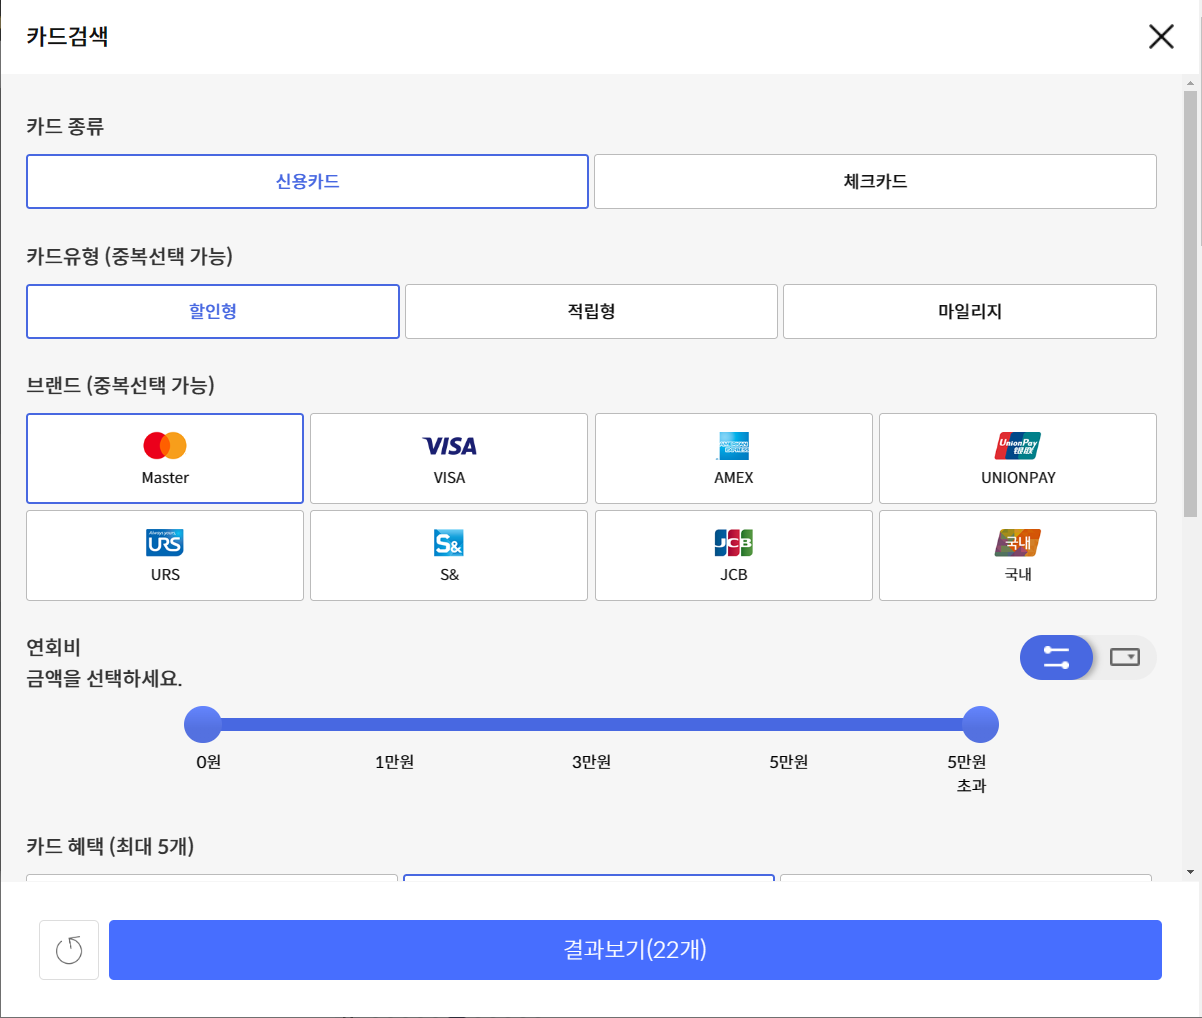 카드검색
카드 종류
신용카드
체크카드
카드유형 (중복선택 가능)
할인형
적립형
마일리지
브랜드 (중복선택 가능)
Master
VISA
VISA
AMERICAN EXPRESS
AMEX
UnionPay
银联
UNIONPAY
URS
URS
S&
S&
JCB
JCB
국내
국내
연회비
금액을 선택하세요.
0원
1만원
3만원
5만원
5만원
초과
카드 혜택 (최대 5개)
결과보기(22개)